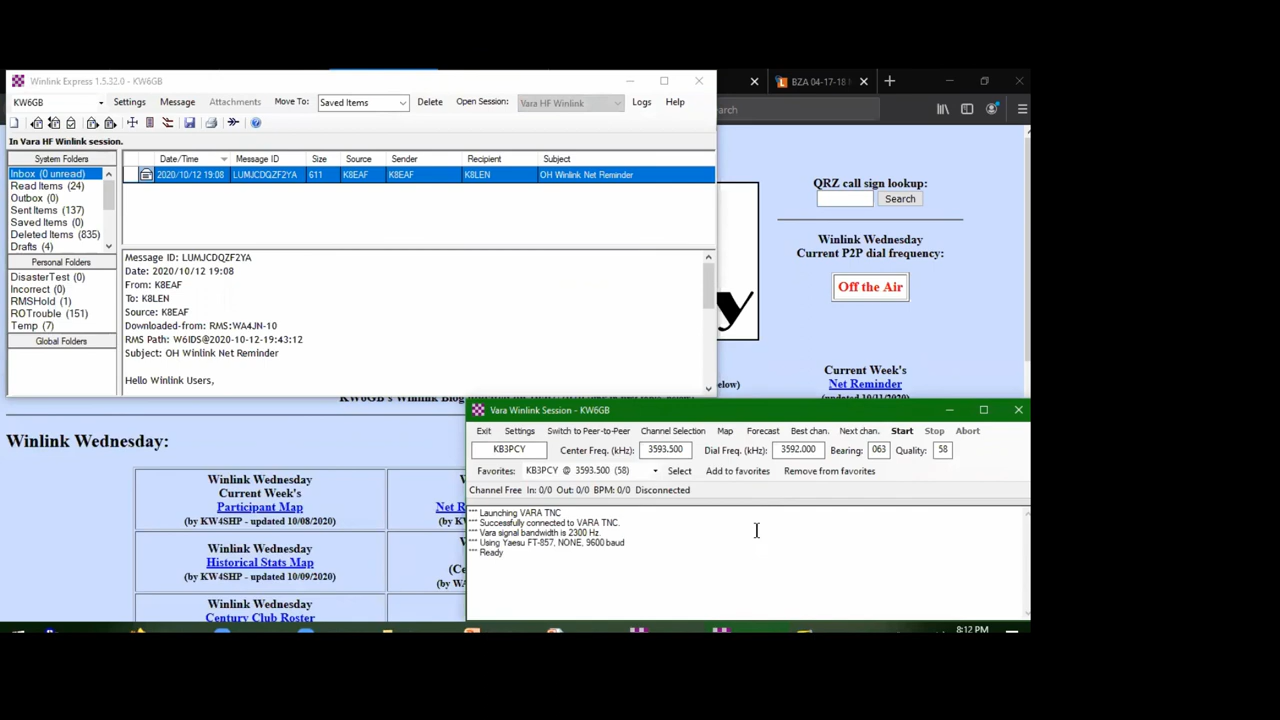 Winlink Express 1.5.32.0 - KW6GB
BZA 04-17-18
KW6GB Settings Message Attachments Move To: Saved Items Delete Open Session: Vara HF Winlink Logs Help
In Vara HF Winlink session.
System Folders
Inbox (0 unread)
Read Items (24)
Outbox (0)
Sent Items (137)
Saved Items (0)
Deleted Items (835)
Drafts (4)
Personal Folders
DisasterTest (0)
Incorrect (0)
RMSHold (1)
ROTrouble (151)
Temp (7)
Global Folders
Date/Time Message ID Size Source Sender Recipient Subject
2020/10/12 19:08 LUMJCDQZF2YA 611 K8EAF K8EAF K8LEN OH Winlink Net Reminder
Message ID: LUMJCDQZF2YA
Date: 2020/10/12 19:08
From: K8EAF
To: K8LEN
Source: K8EAF
Downloaded-from: RMS:WA4JN-10
RMS Path: W6IDS@2020-10-12-19:43:12
Subject: OH Winlink Net Reminder
Hello Winlink Users,
QRZ call sign lookup:
Search
Winlink Wednesday
Current P2P dial frequency:
Off the Air
Current Week's
Net Reminder
(updated 10/11/2020)
y
below)
KW6GB's Winlink Blog
Winlink Wednesday:
Winlink Wednesday
Current Week's
Participant Map
(by KW4SHP - updated 10/08/2020)
Winlink Wednesday
Historical Stats Map
(by KW4SHP - updated 10/09/2020)
Winlink Wednesday
Century Club Roster
Net R
(Ce
(by WA
Vara Winlink Session - KW6GB
Exit Settings Switch to Peer-to-Peer Channel Selection Map Forecast Best chan. Next chan. Start Stop Abort
KB3PCY Center Freq. (kHz): 3593.500 Dial Freq. (kHz): 3592.000 Bearing: 063 Quality: 58
Favorites: KB3PCY @ 3593.500 (58) Select Add to favorites Remove from favorites
Channel Free In: 0/0 Out: 0/0 BPM: 0/0 Disconnected
*** Launching VARA TNC
*** Successfully connected to VARA TNC.
*** Vara signal bandwidth is 2300 Hz.
*** Using Yaesu FT-857, NONE, 9600 baud
*** Ready
8:12 PM